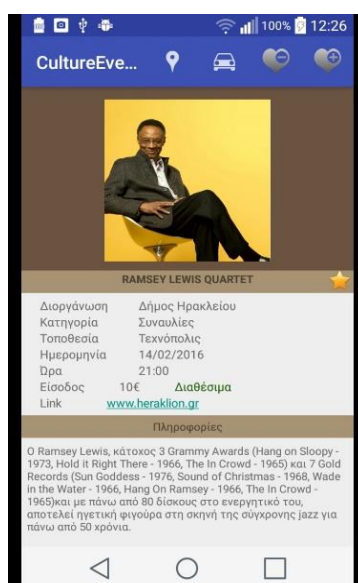 100% 12:26
CultureEve...
RAMSEY LEWIS QUARTET
Διοργάνωση Δήμος Ηρακλείου
Κατηγορία Συναυλίες
Τοποθεσία Τεχνόπολις
Ημερομηνία 14/02/2016
Ώρα 21:00
Είσοδος 10€ Διαθέσιμα
Link www.heraklion.gr
Πληροφορίες
Ο Ramsey Lewis, κάτοχος 3 Grammy Awards (Hang on Sloopy -
1973, Hold it Right There - 1966, The In Crowd - 1965) και 7 Gold
Records (Sun Goddess - 1976, Sound of Christmas - 1968, Wade
in the Water - 1966, Hang On Ramsey - 1966, The In Crowd -
1965)και με πάνω από 80 δίσκους στο ενεργητικό του,
αποτελεί ηγετική φιγούρα στη σκηνή της σύχρονης jazz για
πάνω από 50 χρόνια.